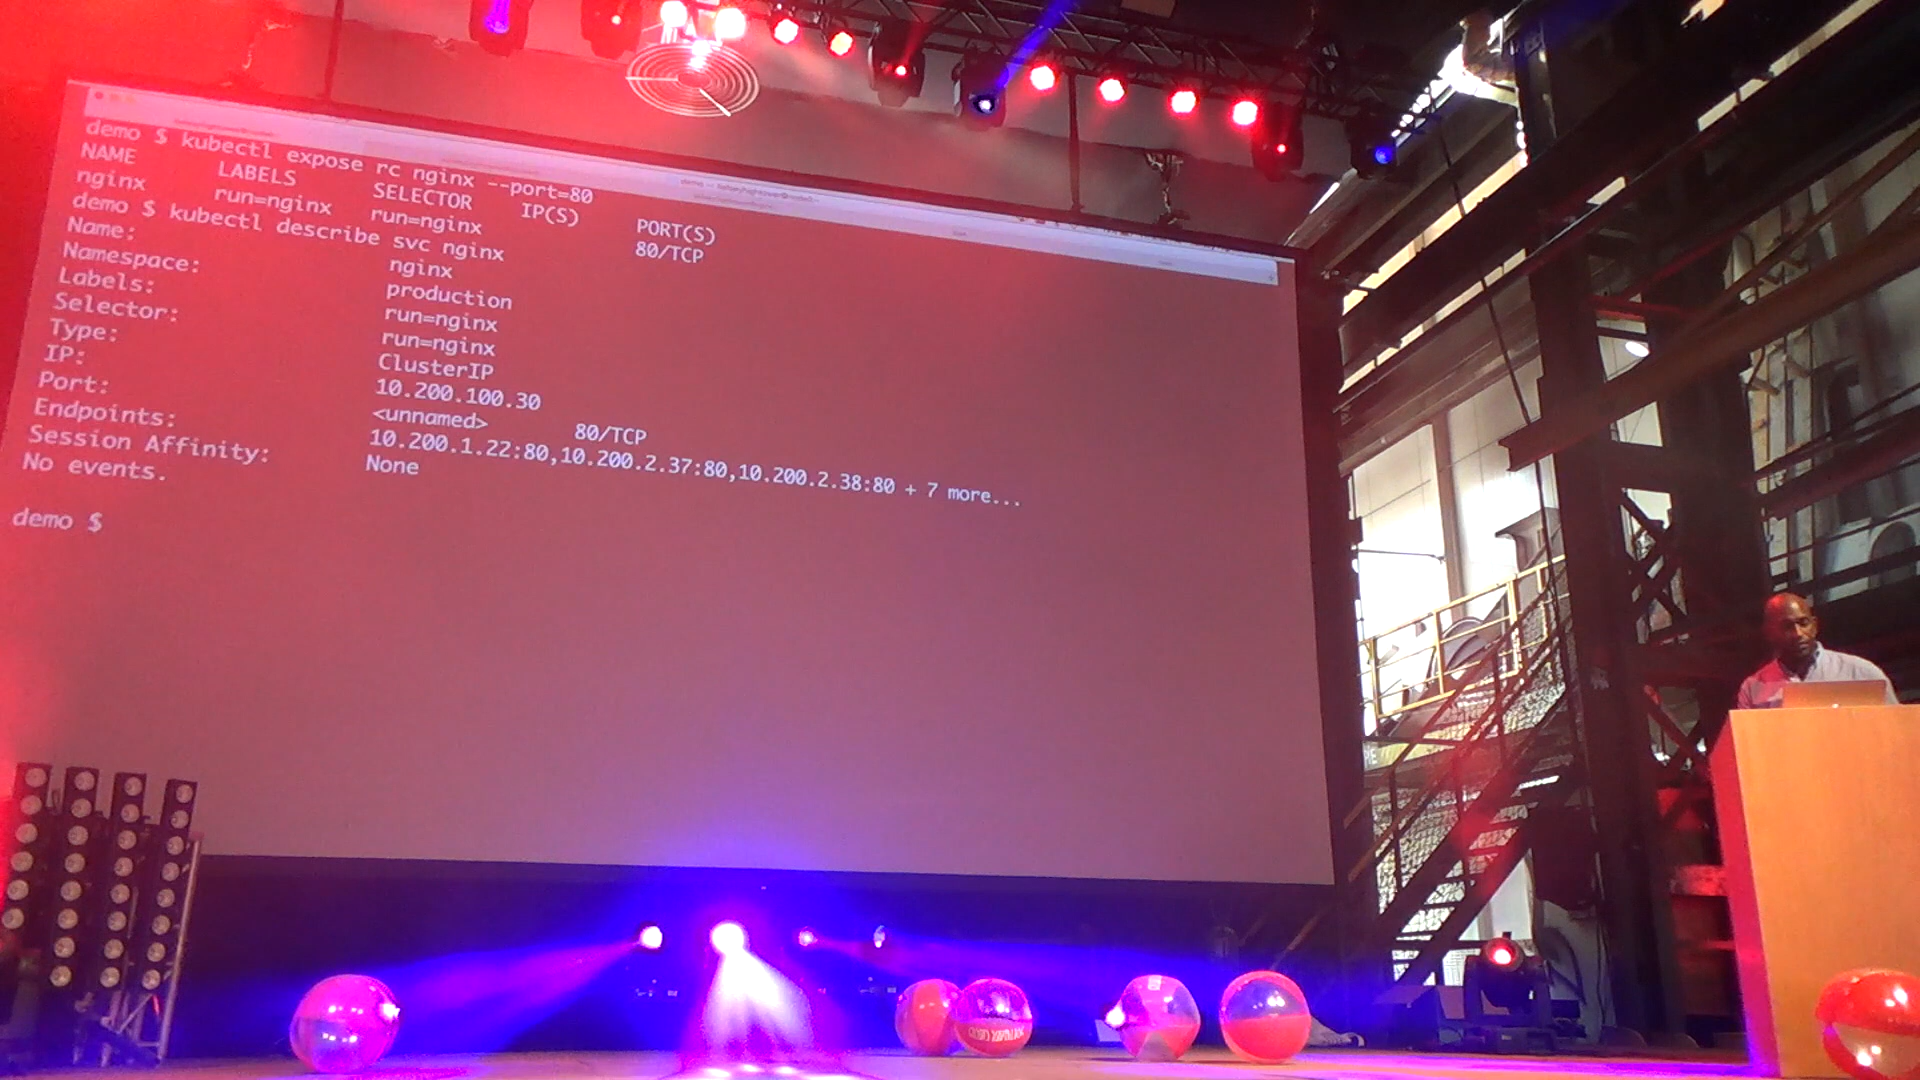 demo $ kubectl expose rc nginx --port=80
NAME LABELS SELECTOR IP(S) PORT(S)
nginx run=nginx run=nginx 80/TCP
demo $ kubectl describe svc nginx
Name: nginx
Namespace: production
Labels: run=nginx
Selector: run=nginx
Type: ClusterIP
IP: 10.200.100.30
Port: <unnamed> 80/TCP
Endpoints: 10.200.1.22:80,10.200.2.37:80,10.200.2.38:80 + 7 more...
Session Affinity: None
No events.
demo $